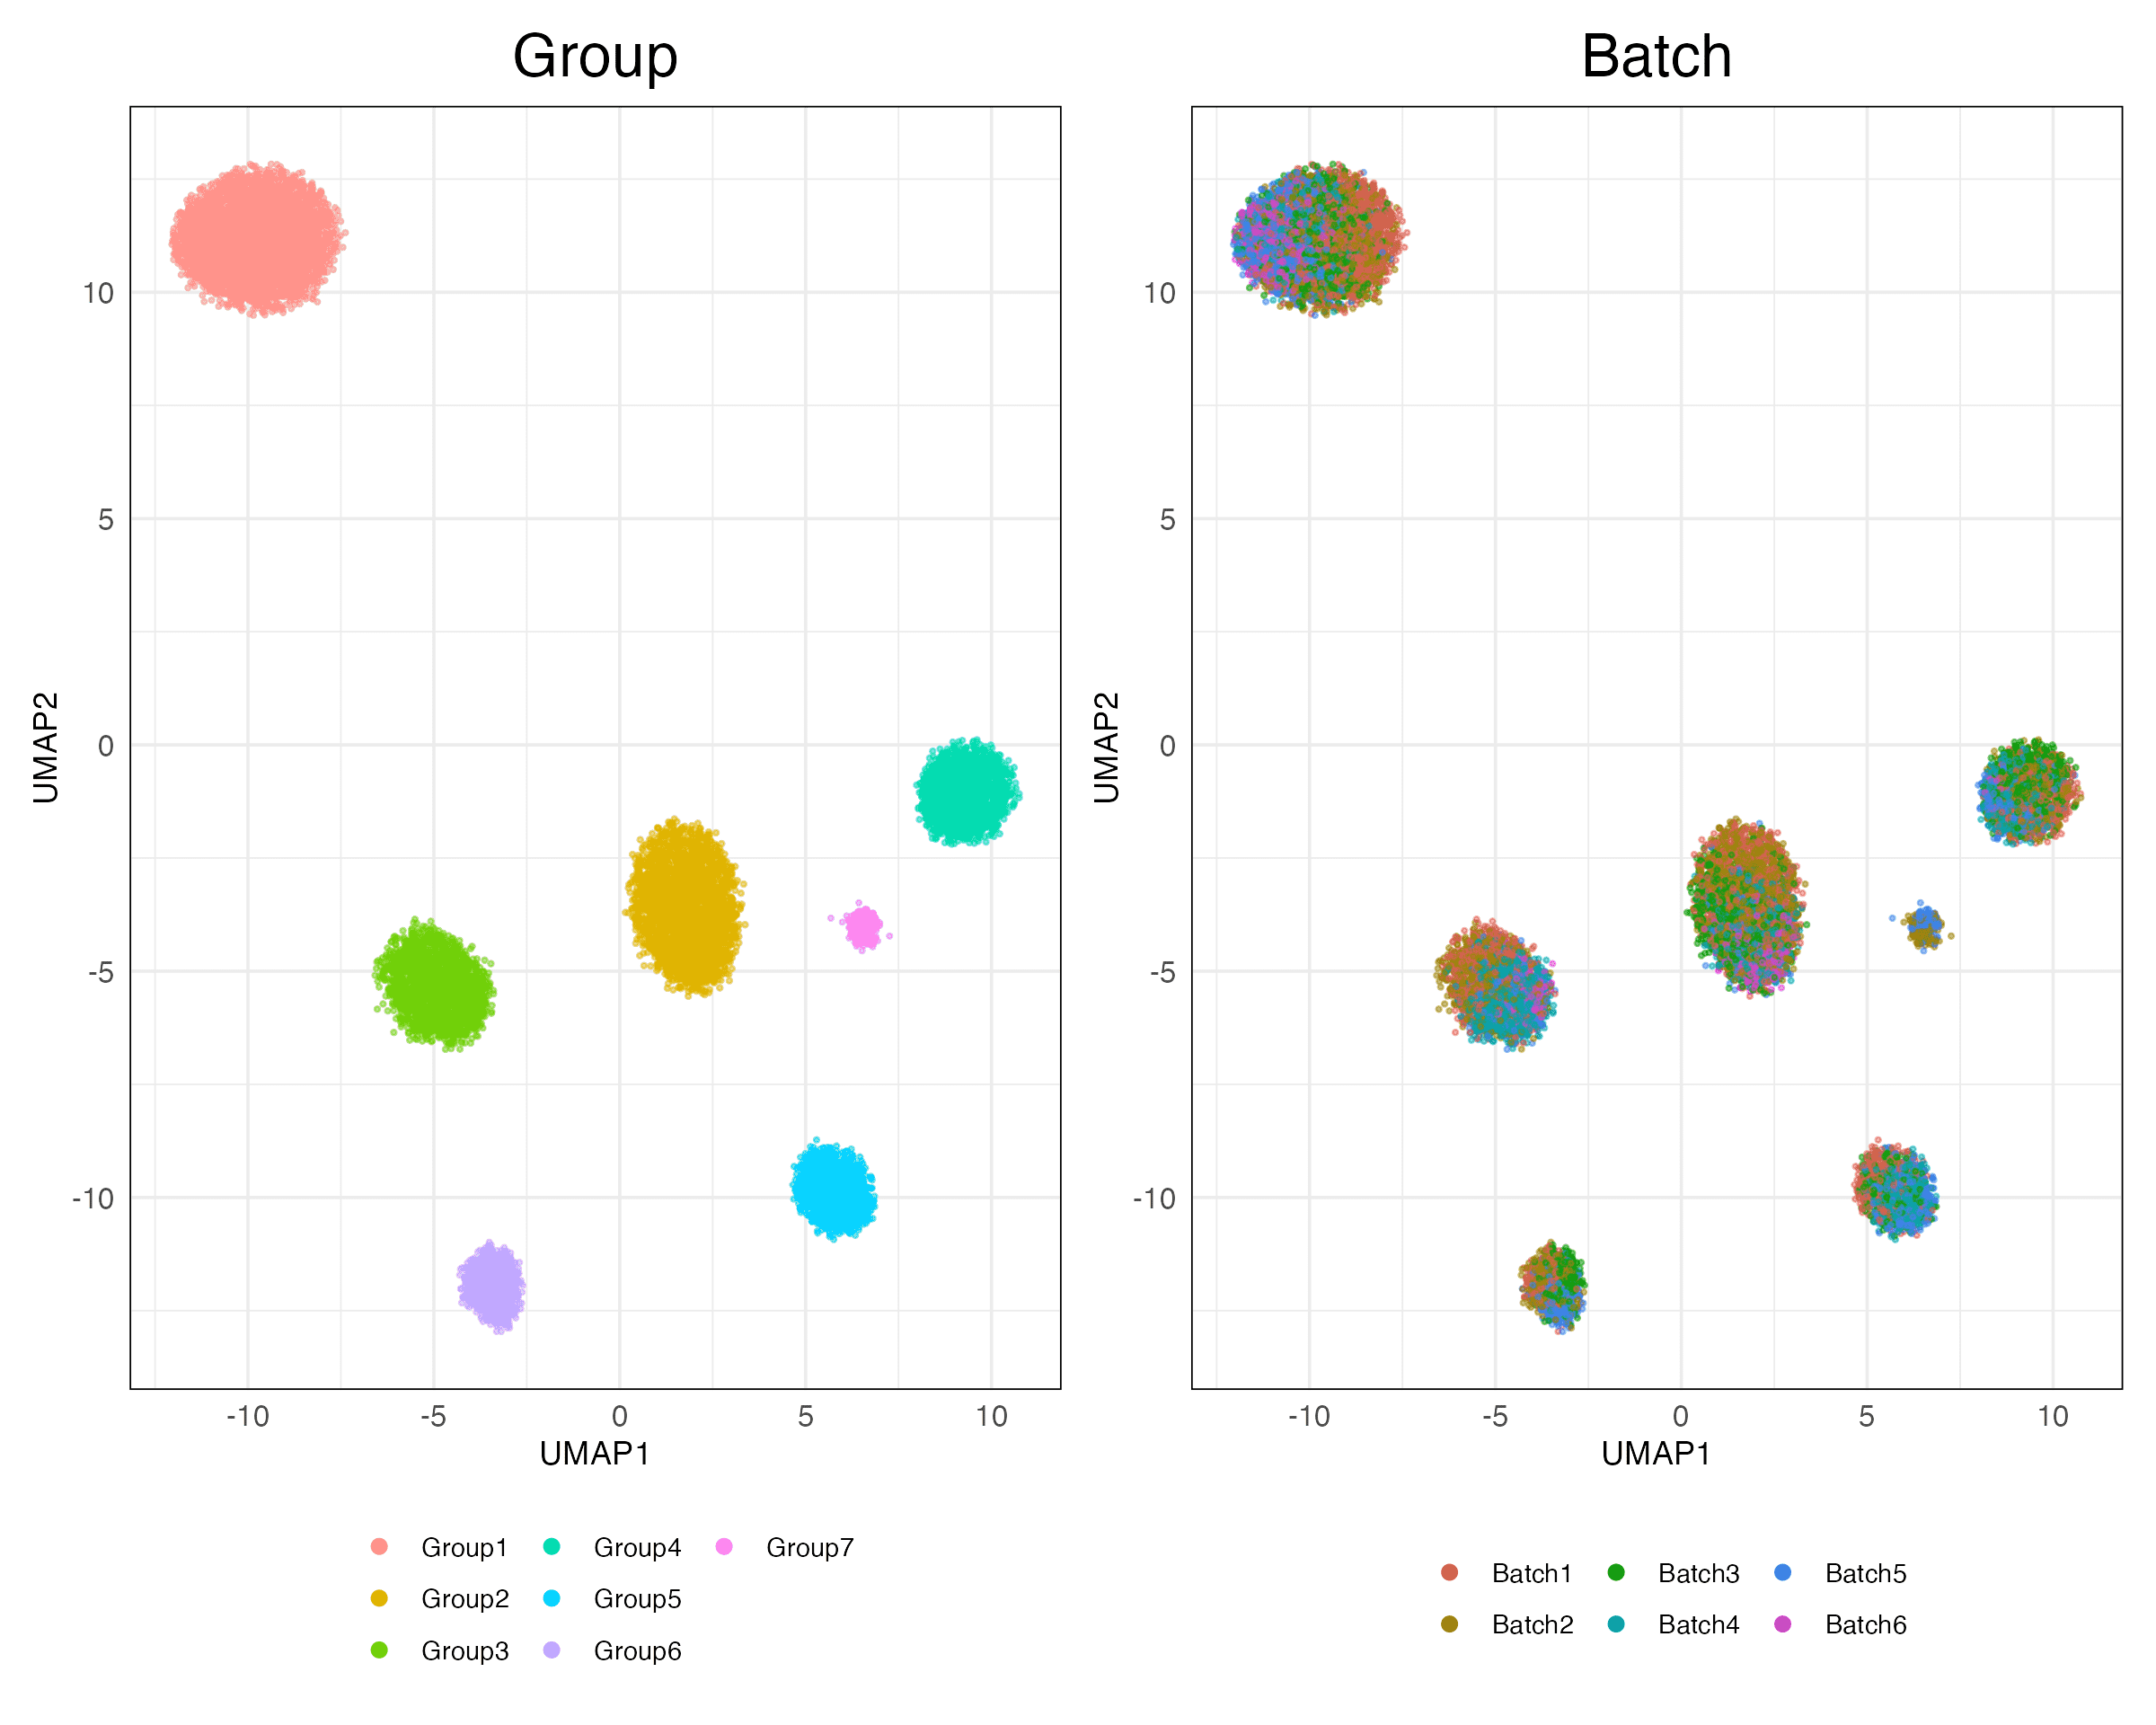 Group
Batch
UMAP2
10
5
0
-5
-10
-10 -5 0 5 10
UMAP1
Group1 Group4 Group7
Group2 Group5
Group3 Group6
UMAP2
10
5
0
-5
-10
-10 -5 0 5 10
UMAP1
Batch1 Batch3 Batch5
Batch2 Batch4 Batch6